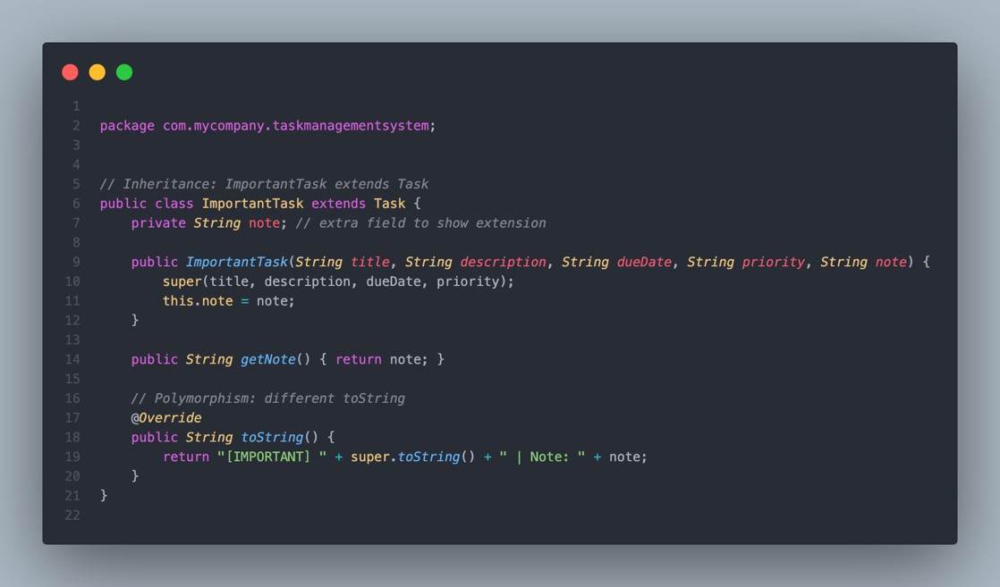 1
2 package com.mycompany.taskmanagementsystem;
3
4
5 // Inheritance: ImportantTask extends Task
6 public class ImportantTask extends Task {
7     private String note; // extra field to show extension
8
9     public ImportantTask(String title, String description, String dueDate, String priority, String note) {
10         super(title, description, dueDate, priority);
11         this.note = note;
12     }
13
14     public String getNote() { return note; }
15
16     // Polymorphism: different toString
17     @Override
18     public String toString() {
19         return "[IMPORTANT] " + super.toString() + " | Note: " + note;
20     }
21 }
22